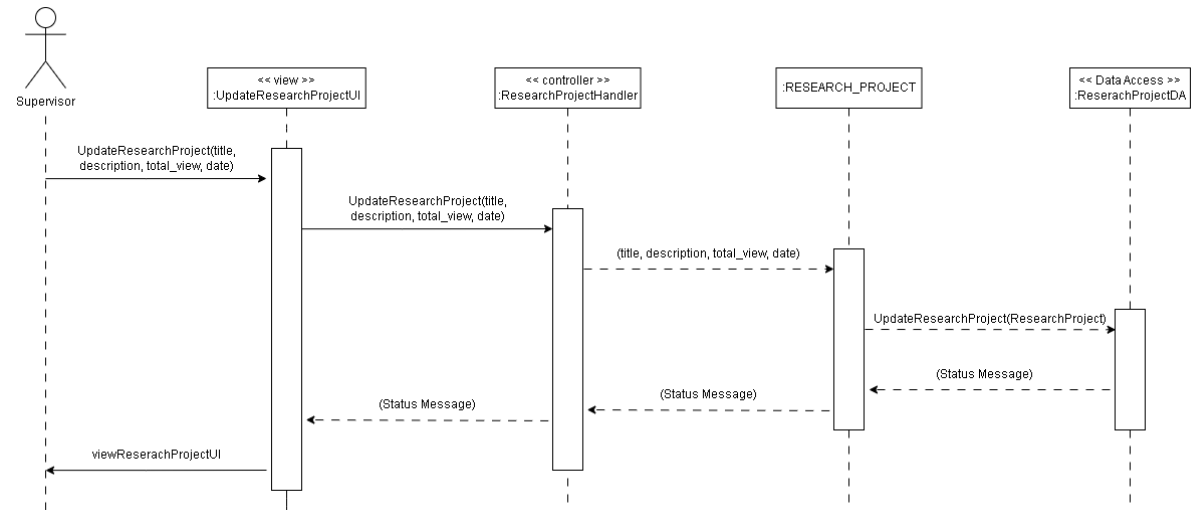 Supervisor
<< view >>
:UpdateResearchProjectUI
<< controller >>
:ResearchProjectHandler
:RESEARCH_PROJECT
<< Data Access >>
:ReserachProjectDA
UpdateResearchProject(title,
description, total_view, date)
UpdateResearchProject(title,
description, total_view, date)
(title, description, total_view, date)
UpdateResearchProject(ResearchProject)
(Status Message)
(Status Message)
(Status Message)
viewReserachProjectUI